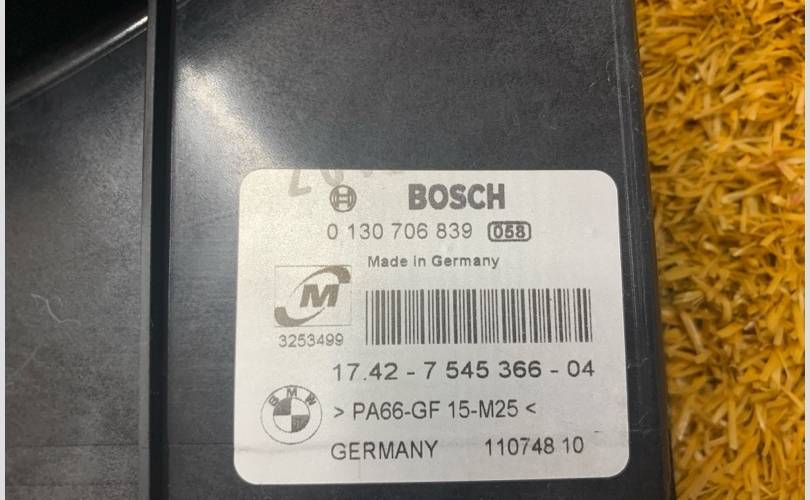 BOSCH
0 130 706 839 058
Made in Germany
M
3253499
17.42 - 7 545 366 - 04
BMW
> PA66-GF 15-M25 <
GERMANY 110748 10